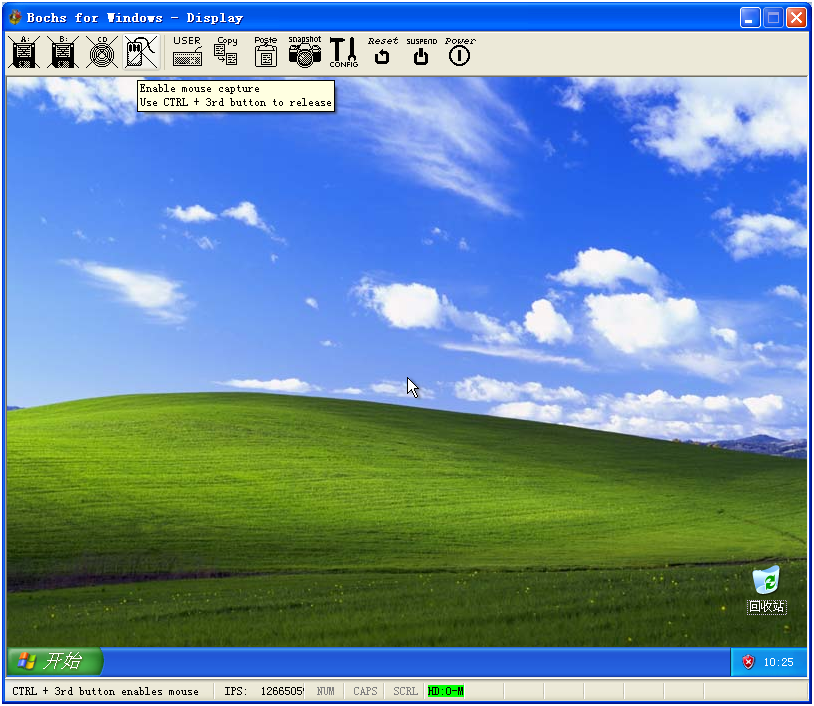 Bochs for Windows - Display
A:
B:
CD
USER
Copy
Paste
snapshot
CONFIG
Reset
SUSPEND
Power
Enable mouse capture
Use CTRL + 3rd button to release
回收站
开始
10:25
CTRL + 3rd button enables mouse
IPS:
1266505
NUM
CAPS
SCRL
HD:0-M